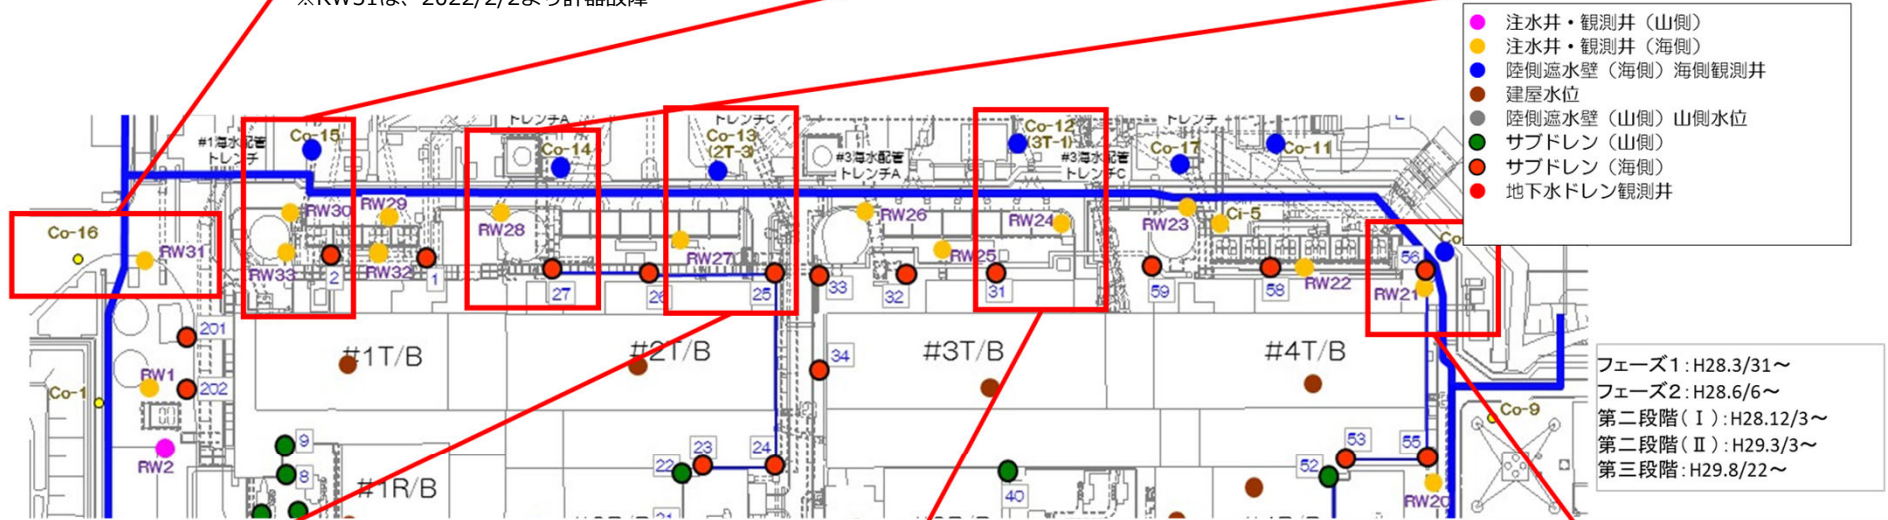 ※RW31は、2022/2/2より計器故障
注水井・観測井（山側）
注水井・観測井（海側）
陸側遮水壁（海側）海側観測井
建屋水位
陸側遮水壁（山側）山側水位
サブドレン（山側）
サブドレン（海側）
地下水ドレン観測井
#1海水配管
トレンチ
Co-15
トレンチA
Co-14
トレンチC
Co-13
(2T-3)
#3海水配管
トレンチA
Co-12
(3T-1)
#3海水配管
トレンチC
トレンチ
Co-17
Co-11
Co-16
RW31
RW30
RW29
RW28
RW33
RW32
RW27
RW26
RW25
RW24
RW23
Ci-5
RW22
RW21
Co
2
1
27
26
25
33
32
31
59
58
56
201
202
RW1
Co-1
RW2
#1T/B
#2T/B
34
#3T/B
#4T/B
9
8
#1R/B
22
23
24
40
52
53
55
RW20
Co-9
フェーズ1：H28.3/31～
フェーズ2：H28.6/6～
第二段階（Ⅰ）：H28.12/3～
第二段階（Ⅱ）：H29.3/3～
第三段階：H29.8/22～